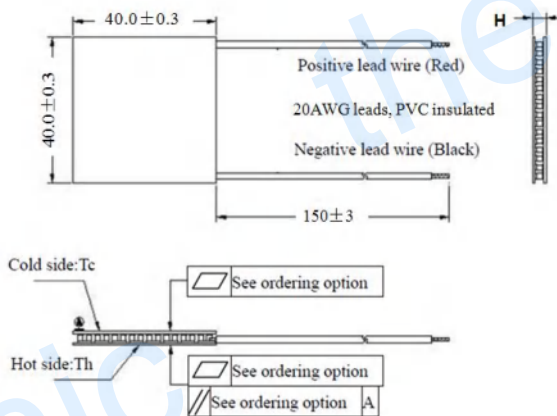 40.0±0.3
H
40.0±0.3
Positive lead wire (Red)
20AWG leads, PVC insulated
Negative lead wire (Black)
150±3
Cold side:Tc
See ordering option
A
Hot side:Th
See ordering option
See ordering option A